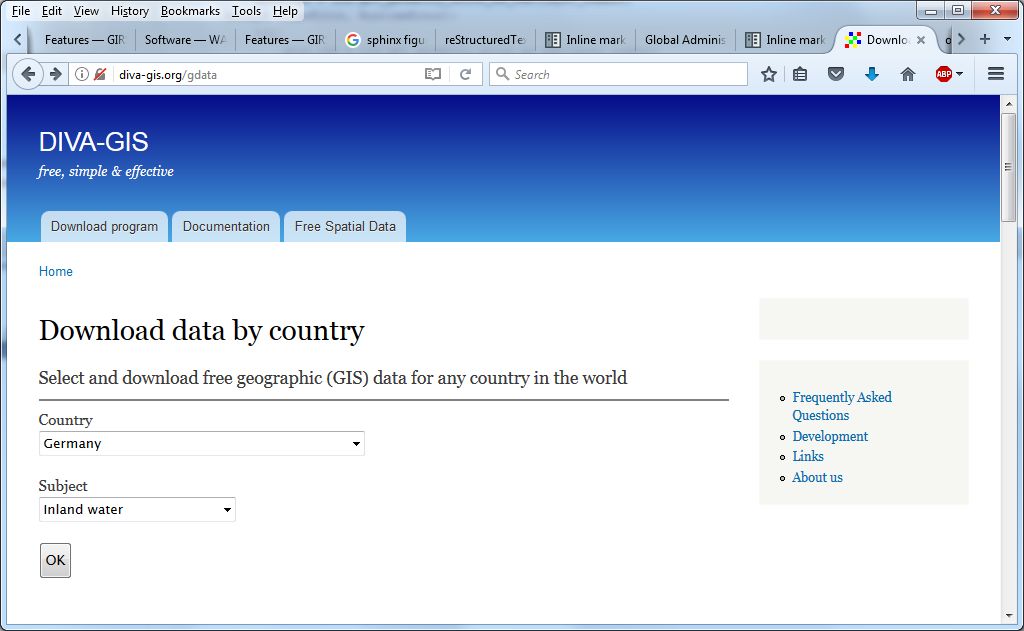 File Edit View History Bookmarks Tools Help
Features — GIR Software — WA Features — GIR sphinx figu reStructuredTe Inline mark Global Adminis Inline mark Downlo
diva-gis.org/gdata Search ABP
DIVA-GIS
free, simple & effective
Download program Documentation Free Spatial Data
Home
Download data by country
Select and download free geographic (GIS) data for any country in the world
Country
Germany
Subject
Inland water
OK
Frequently Asked
Questions
Development
Links
About us